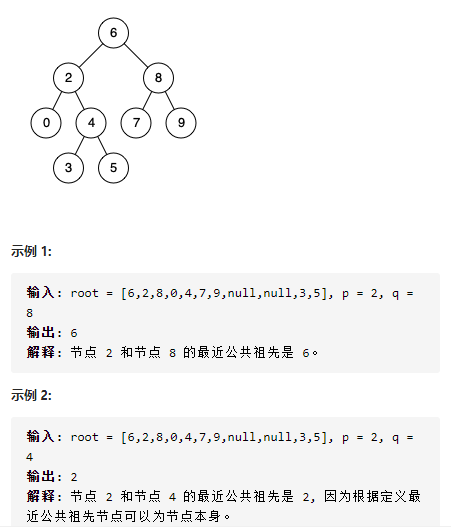 6
2 8
0 4 7 9
3 5
示例 1:
输入: root = [6,2,8,0,4,7,9,null,null,3,5], p = 2, q =
8
输出: 6
解释: 节点 2 和节点 8 的最近公共祖先是 6。
示例 2:
输入: root = [6,2,8,0,4,7,9,null,null,3,5], p = 2, q =
4
输出: 2
解释: 节点 2 和节点 4 的最近公共祖先是 2, 因为根据定义最
近公共祖先节点可以为节点本身。